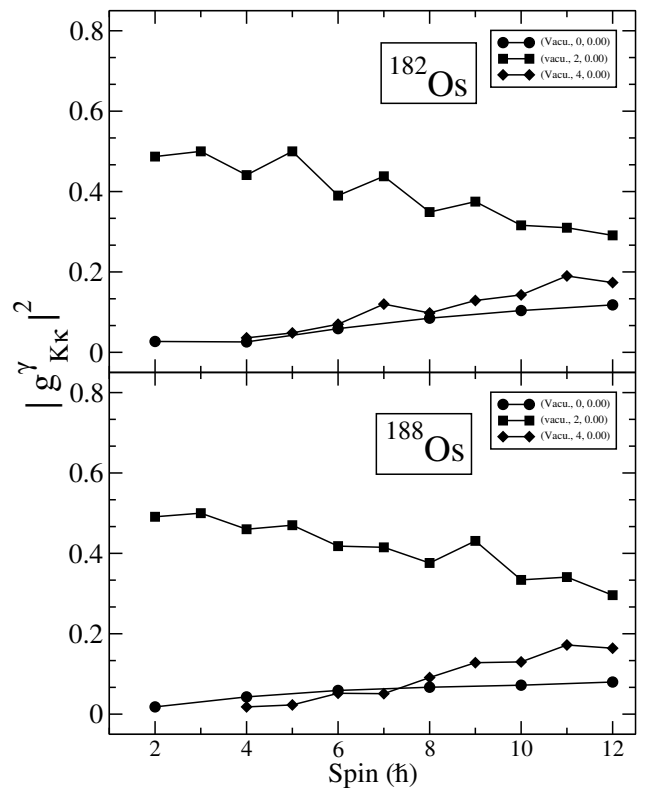 0.8
0.6
0.4
0.2
0
182Os
(Vacu., 0, 0.00)
(vacu., 2, 0.00)
(Vacu., 4, 0.00)
|gγKκ|2
0.8
0.6
0.4
0.2
0
188Os
(Vacu., 0, 0.00)
(vacu., 2, 0.00)
(Vacu., 4, 0.00)
2 4 6 8 10 12
Spin (ħ)